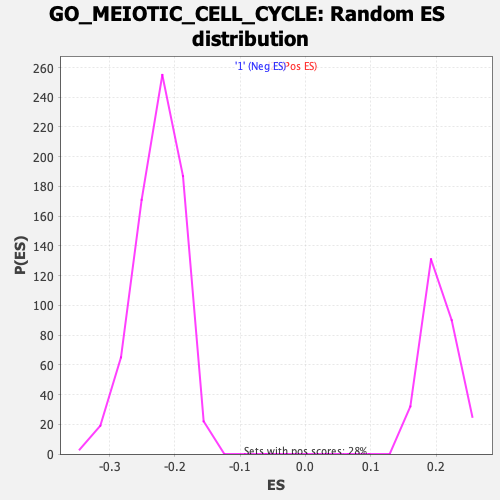 GO_MEIOTIC_CELL_CYCLE: Random ES
distribution
'1' (Neg ES) Pos ES)
260
240
220
200
180
160
140
120
100
80
60
40
20
0
P(ES)
Sets with pos scores: 28%
-0.3 -0.2 -0.1 0.0 0.1 0.2
ES